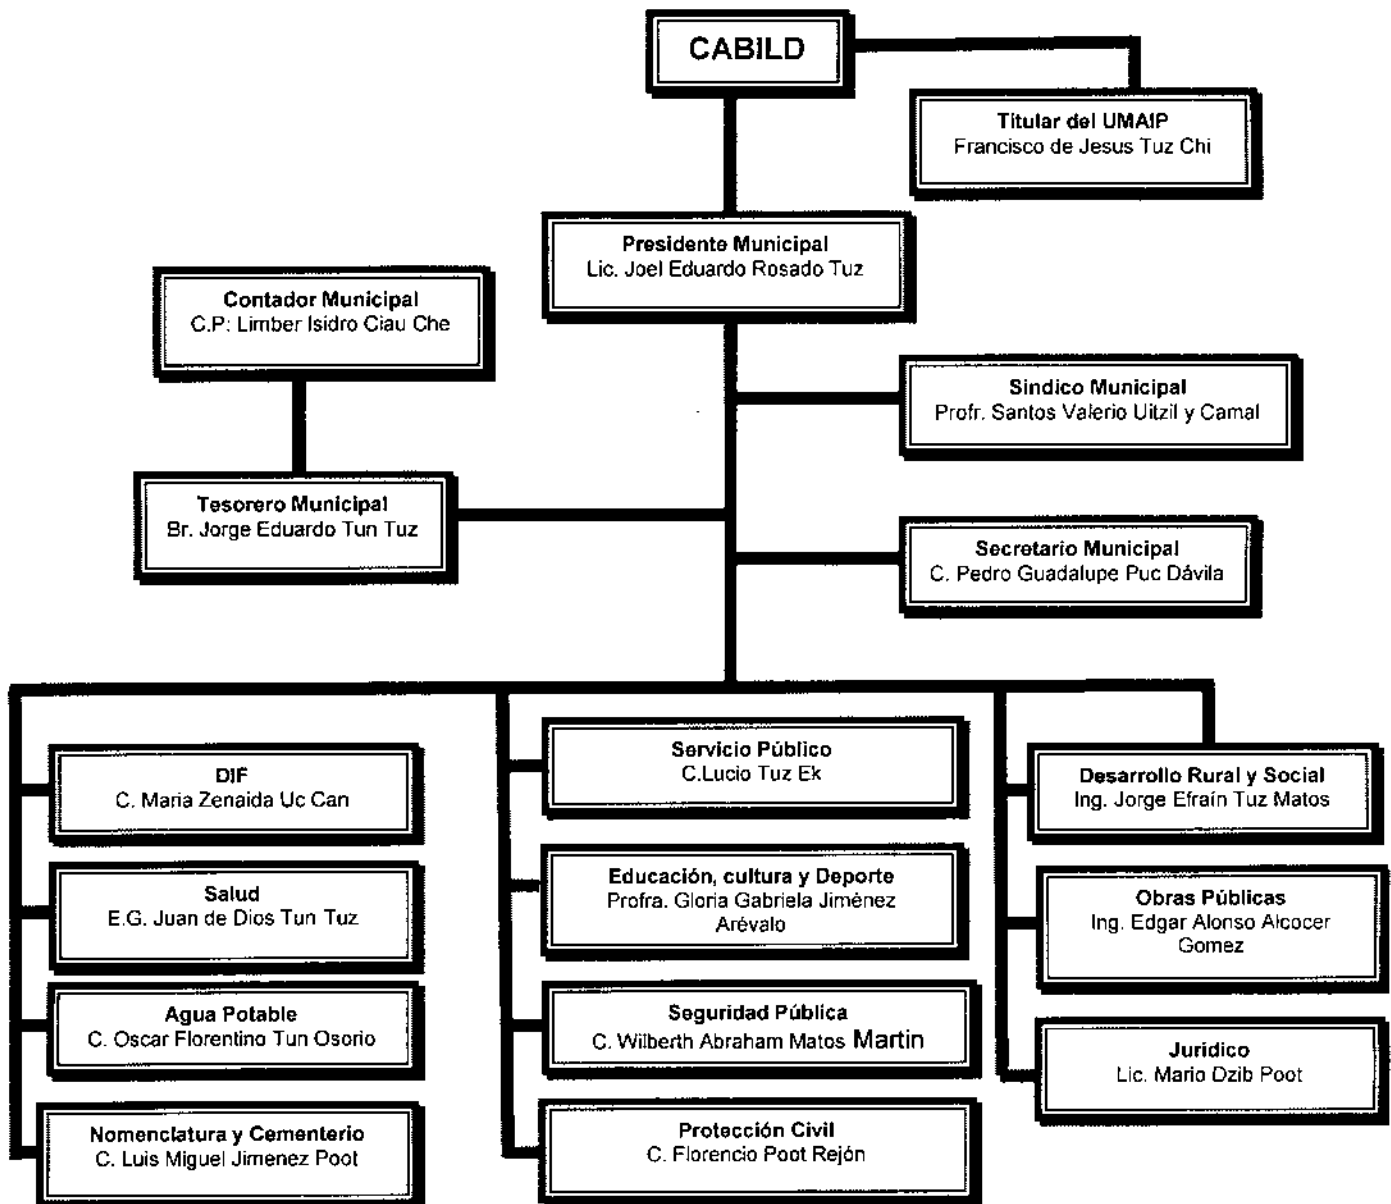 CABILD
Titular del UMAIP
Francisco de Jesus Tuz Chi
Presidente Municipal
Lic. Joel Eduardo Rosado Tuz
Contador Municipal
C.P: Limber Isidro Ciau Che
Sindico Municipal
Profr. Santos Valerio Uitzil y Camal
Tesorero Municipal
Br. Jorge Eduardo Tun Tuz
Secretario Municipal
C. Pedro Guadalupe Puc Dávila
DIF
C. Maria Zenaida Uc Can
Salud
E.G. Juan de Dios Tun Tuz
Agua Potable
C. Oscar Florentino Tun Osorio
Nomenclatura y Cementerio
C. Luis Miguel Jimenez Poot
Servicio Público
C.Lucio Tuz Ek
Educación, cultura y Deporte
Profra. Gloria Gabriela Jiménez
Arévalo
Seguridad Pública
C. Wilberth Abraham Matos Martin
Protección Civil
C. Florencio Poot Rejón
Desarrollo Rural y Social
Ing. Jorge Efraín Tuz Matos
Obras Públicas
Ing. Edgar Alonso Alcocer
Gomez
Jurídico
Lic. Mario Dzib Poot